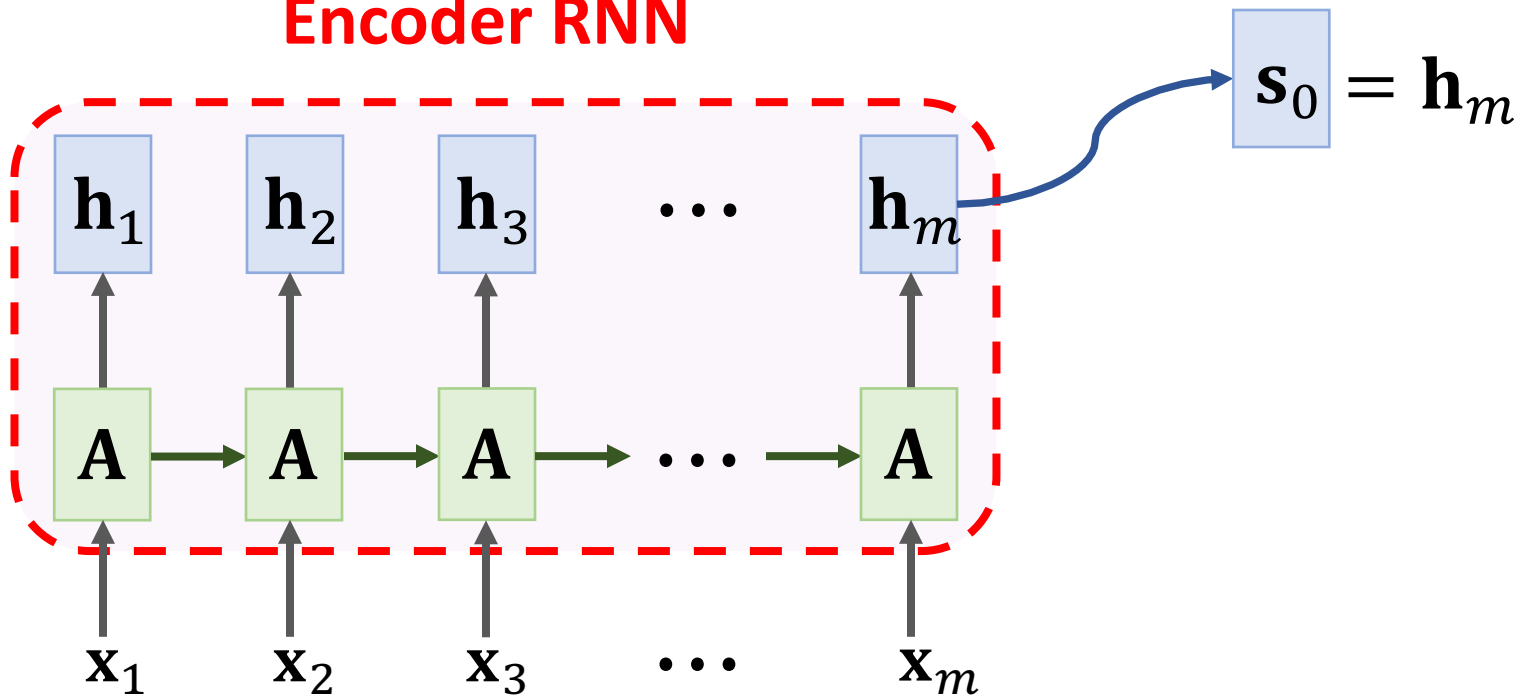 Encoder RNN
s₀ = hₘ
h₁ h₂ h₃ ⋯ hₘ
A A A ⋯ A
x₁ x₂ x₃ ⋯ xₘ